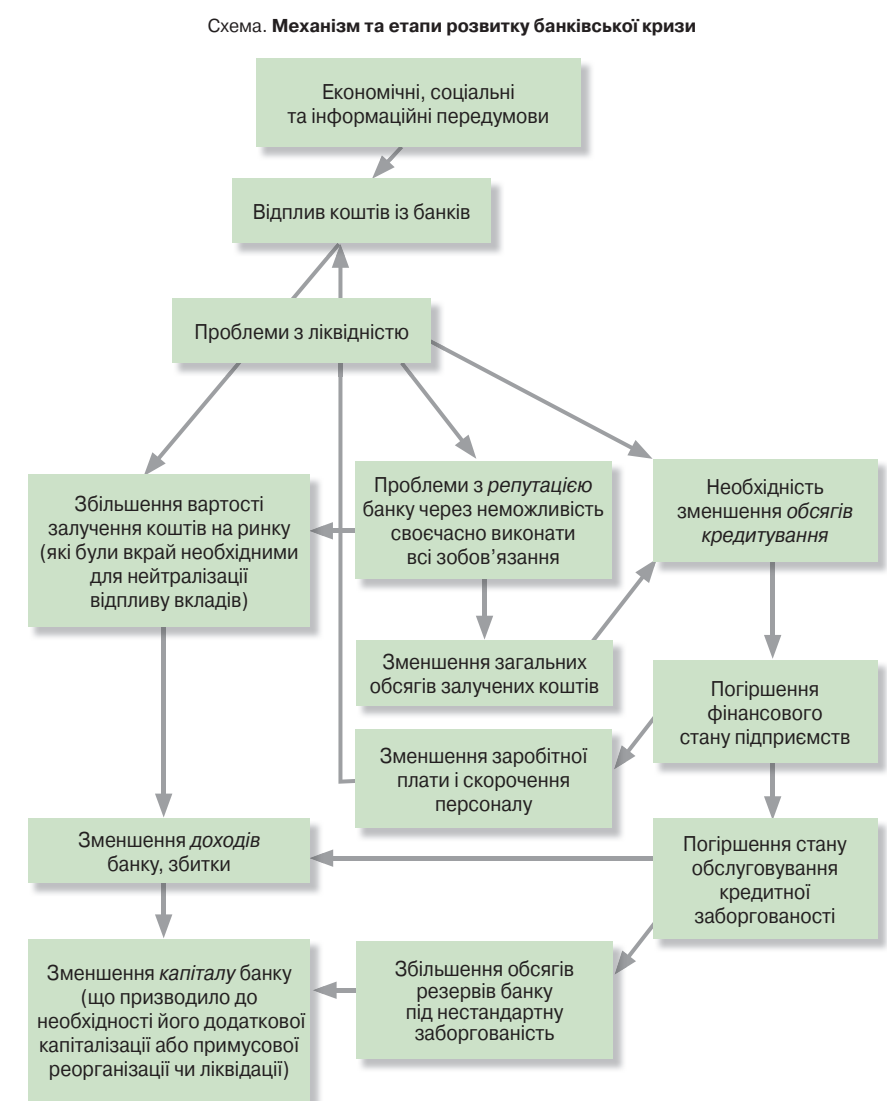 Схема. Механізм та етапи розвитку банківської кризи
Економічні, соціальні
та інформаційні передумови
Відплив коштів із банків
Проблеми з ліквідністю
Збільшення вартості
залучення коштів на ринку
(які були вкрай необхідними
для нейтралізації
відпливу вкладів)
Проблеми з репутацією
банку через неможливість
своєчасно виконати
всі зобов’язання
Необхідність
зменшення обсягів
кредитування
Зменшення загальних
обсягів залучених коштів
Погіршення
фінансового
стану підприємств
Зменшення заробітної
плати і скорочення
персоналу
Зменшення доходів
банку, збитки
Погіршення стану
обслуговування
кредитної
заборгованості
Зменшення капіталу банку
(що призводило до
необхідності його додаткової
капіталізації або примусової
реорганізації чи ліквідації)
Збільшення обсягів
резервів банку
під нестандартну
заборгованість